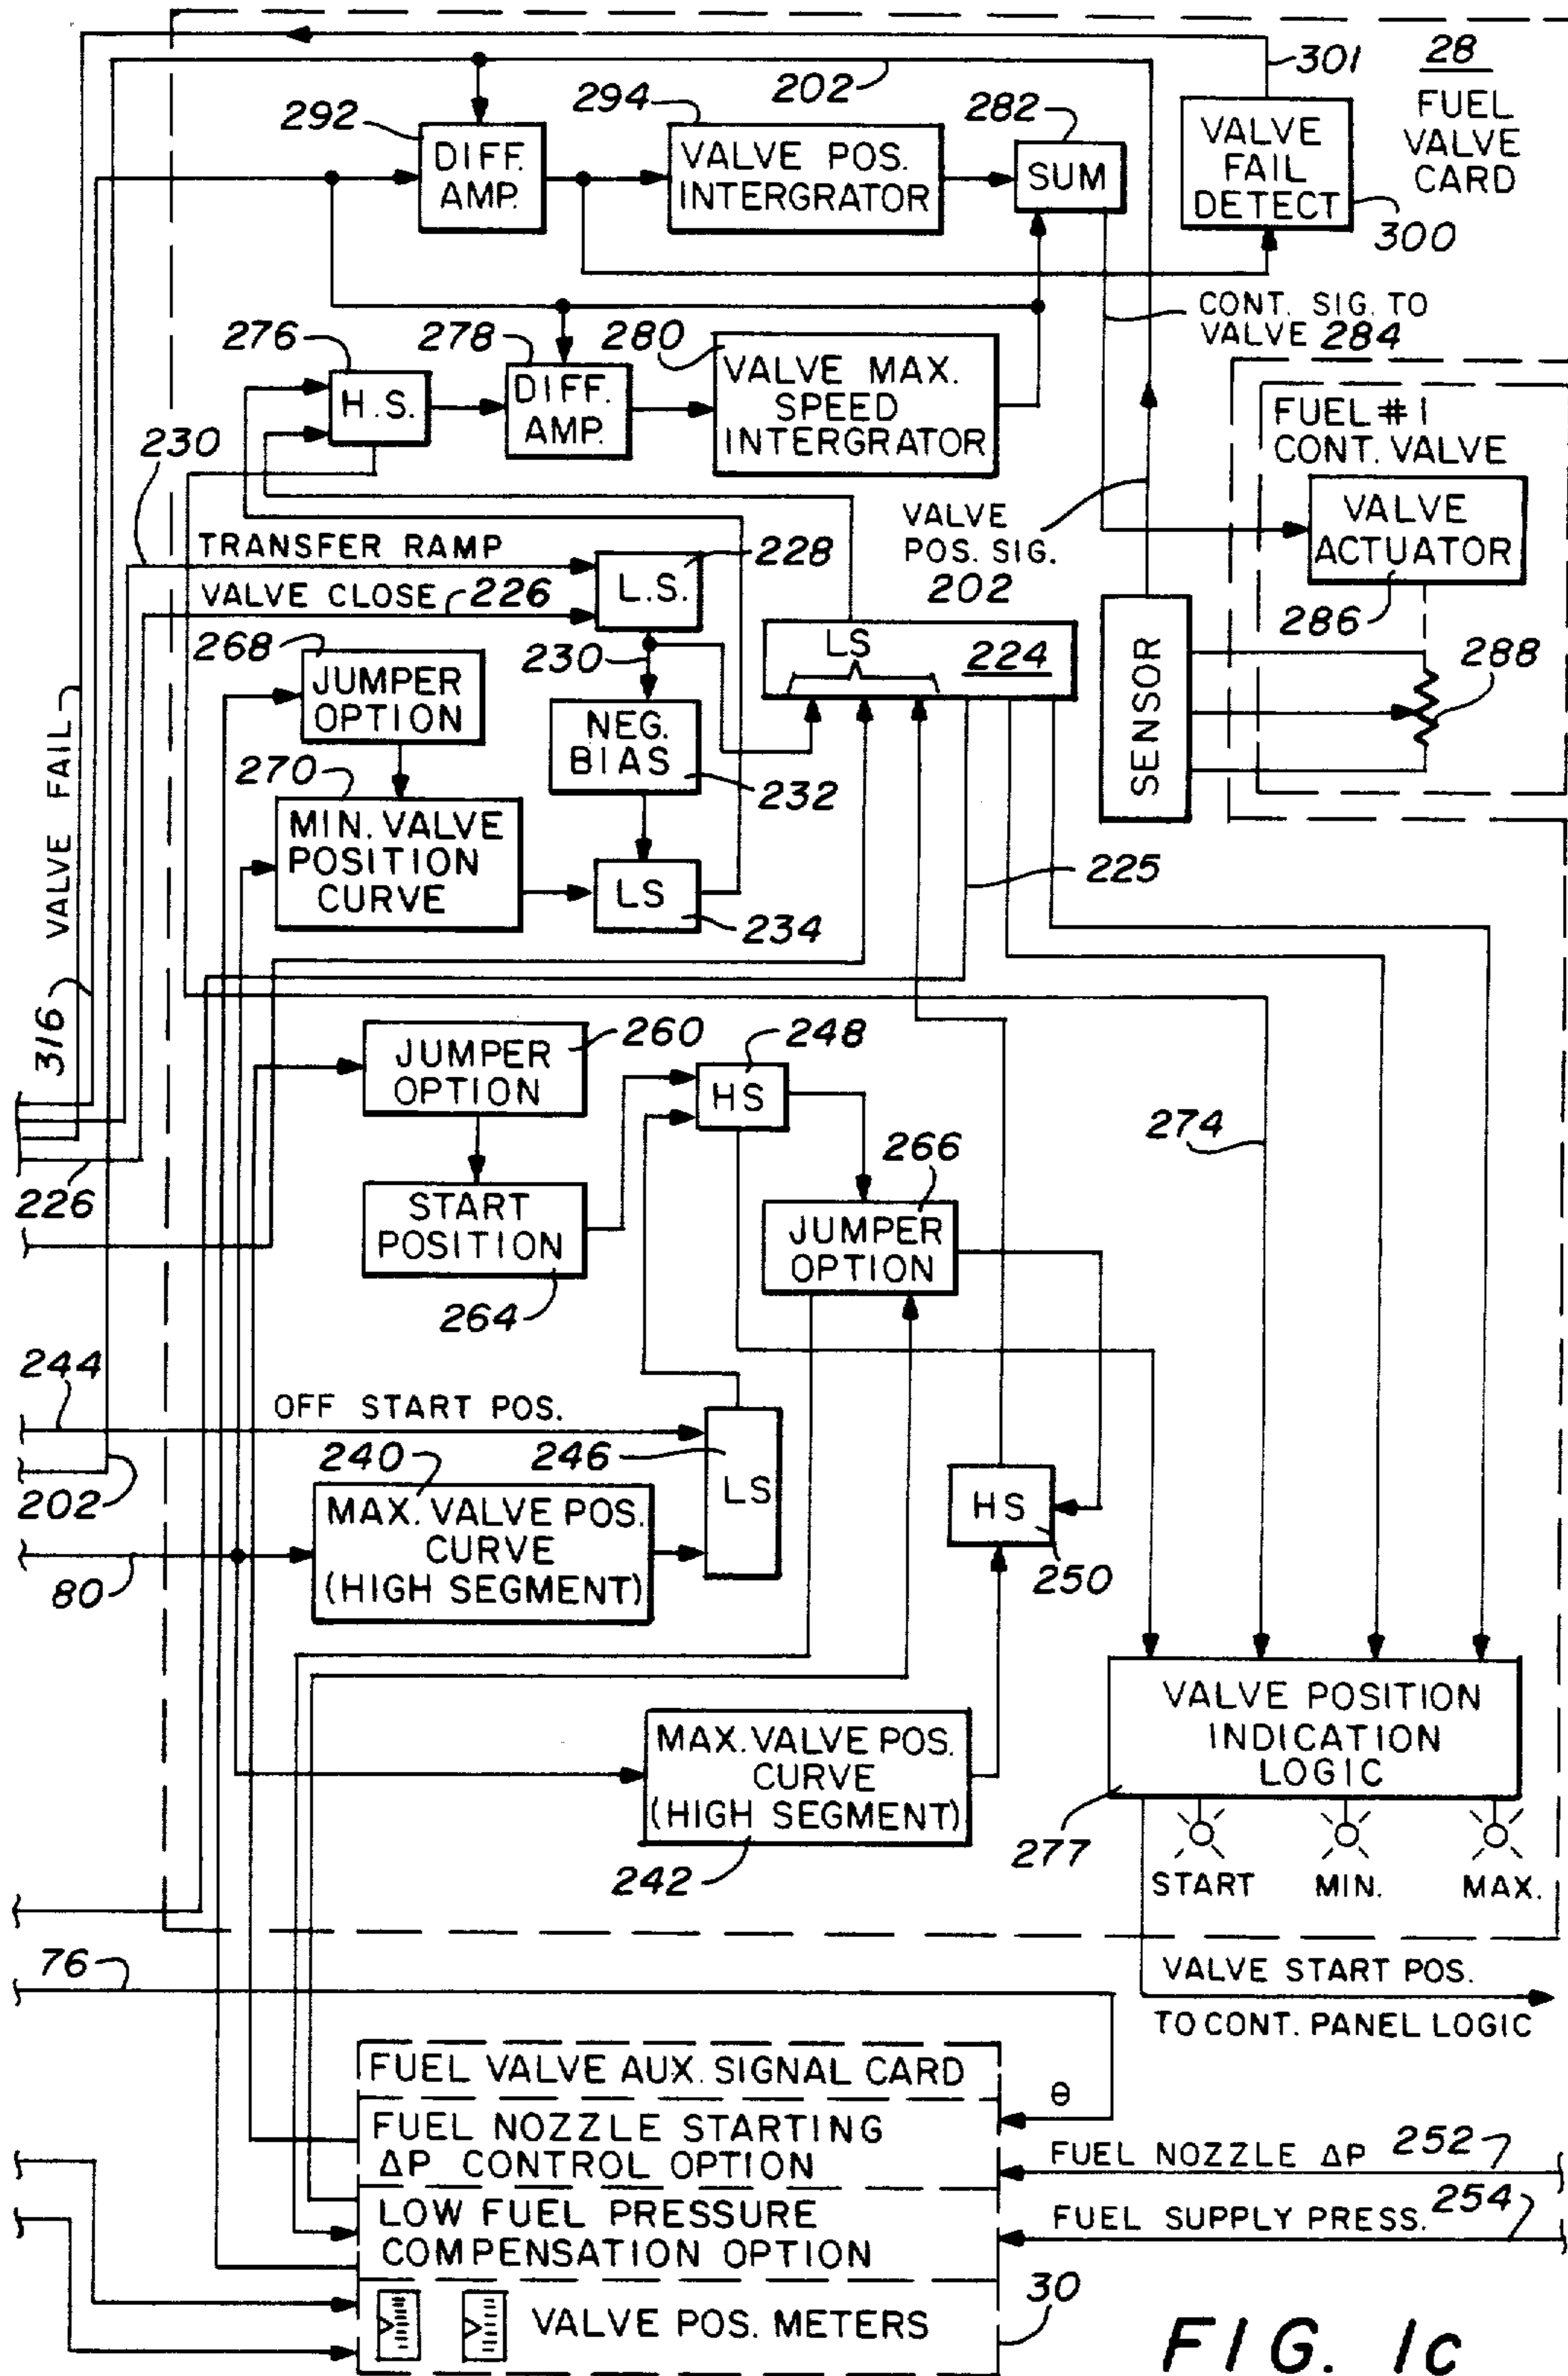 301
28
FUEL
VALVE
CARD
202
292
294
282
DIFF.
AMP.
VALVE POS.
INTERGRATOR
SUM
VALVE
FAIL
DETECT
300
CONT. SIG. TO
VALVE 284
276
278
280
H.S.
DIFF.
AMP.
VALVE MAX.
SPEED
INTERGRATOR
FUEL #1
CONT. VALVE
230
VALVE
POS. SIG.
202
VALVE
ACTUATOR
286
TRANSFER RAMP
228
L.S.
VALVE CLOSE 226
268
JUMPER
OPTION
230
LS
224
SENSOR
288
NEG.
BIAS
232
270
MIN. VALVE
POSITION
CURVE
LS
234
225
VALVE FAIL
316
260
JUMPER
OPTION
248
HS
274
226
START
POSITION
264
266
JUMPER
OPTION
244
OFF START POS.
240
246
LS
202
MAX. VALVE POS.
CURVE
(HIGH SEGMENT)
HS
250
80
VALVE POSITION
INDICATION
LOGIC
MAX. VALVE POS.
CURVE
(HIGH SEGMENT)
242
277
START
MIN.
MAX.
76
VALVE START POS.
TO CONT. PANEL LOGIC
FUEL VALVE AUX. SIGNAL CARD
θ
FUEL NOZZLE STARTING
ΔP CONTROL OPTION
FUEL NOZZLE ΔP 252
LOW FUEL PRESSURE
COMPENSATION OPTION
FUEL SUPPLY PRESS. 254
VALVE POS. METERS
30
FIG. 1c